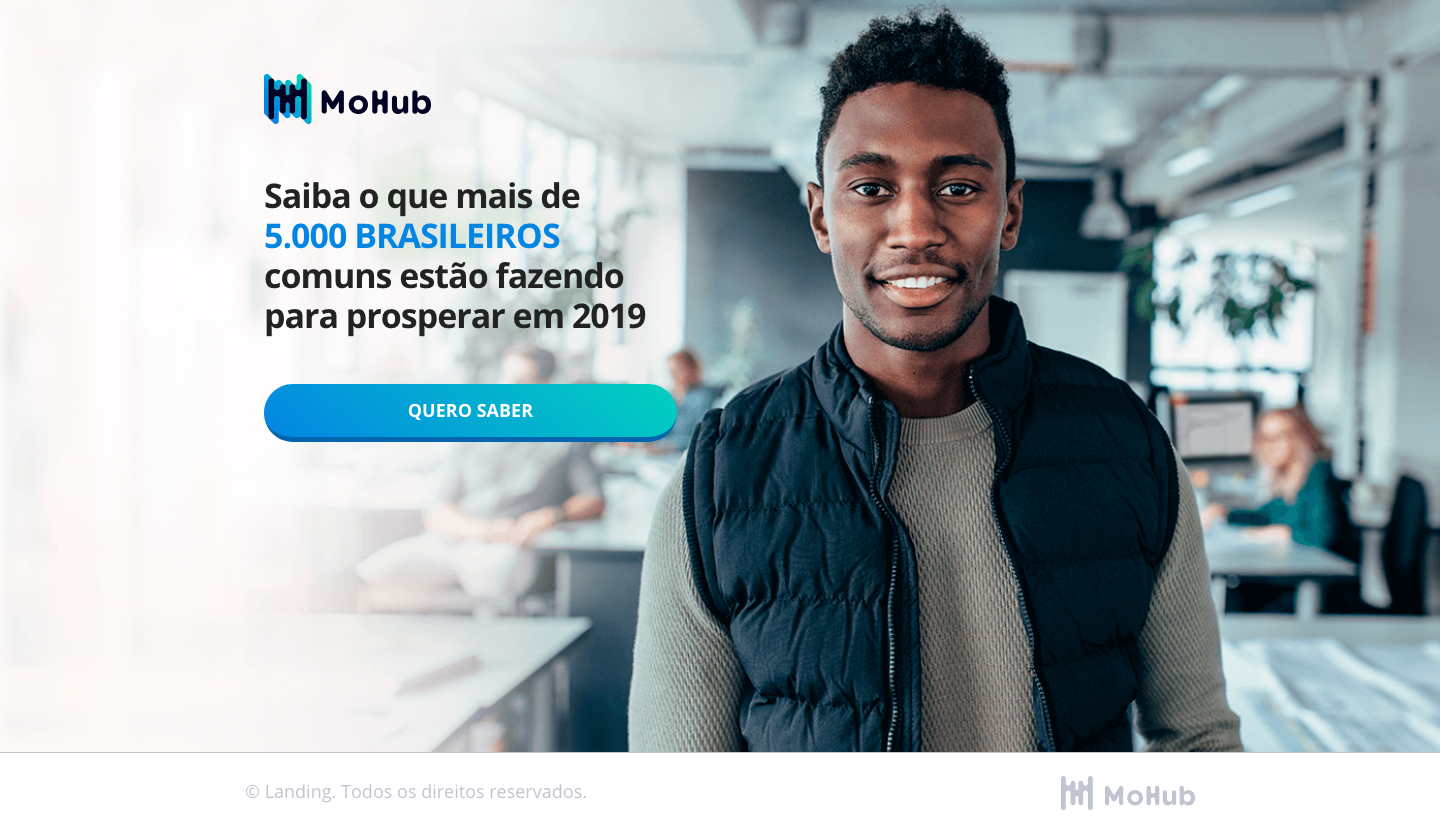 MoHub
Saiba o que mais de
5.000 BRASILEIROS
comuns estão fazendo
para prosperar em 2019
QUERO SABER
© Landing. Todos os direitos reservados.
MoHub